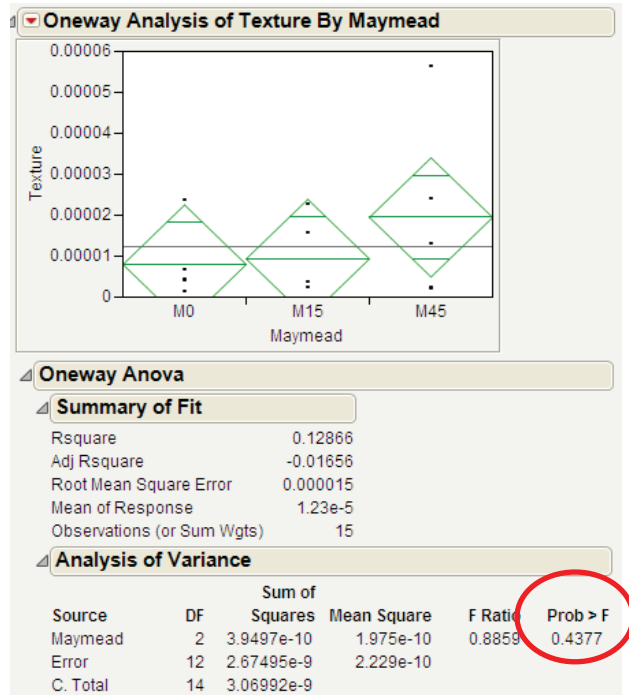 Oneway Analysis of Texture By Maymead
0.00006
0.00005
0.00004
0.00003
0.00002
0.00001
0
Texture
M0 M15 M45
Maymead
Oneway Anova
Summary of Fit
Rsquare 0.12866
Adj Rsquare -0.01656
Root Mean Square Error 0.000015
Mean of Response 1.23e-5
Observations (or Sum Wgts) 15
Analysis of Variance
Sum of
Source DF Squares Mean Square F Ratio Prob > F
Maymead 2 3.9497e-10 1.975e-10 0.8859 0.4377
Error 12 2.67495e-9 2.229e-10
C. Total 14 3.06992e-9